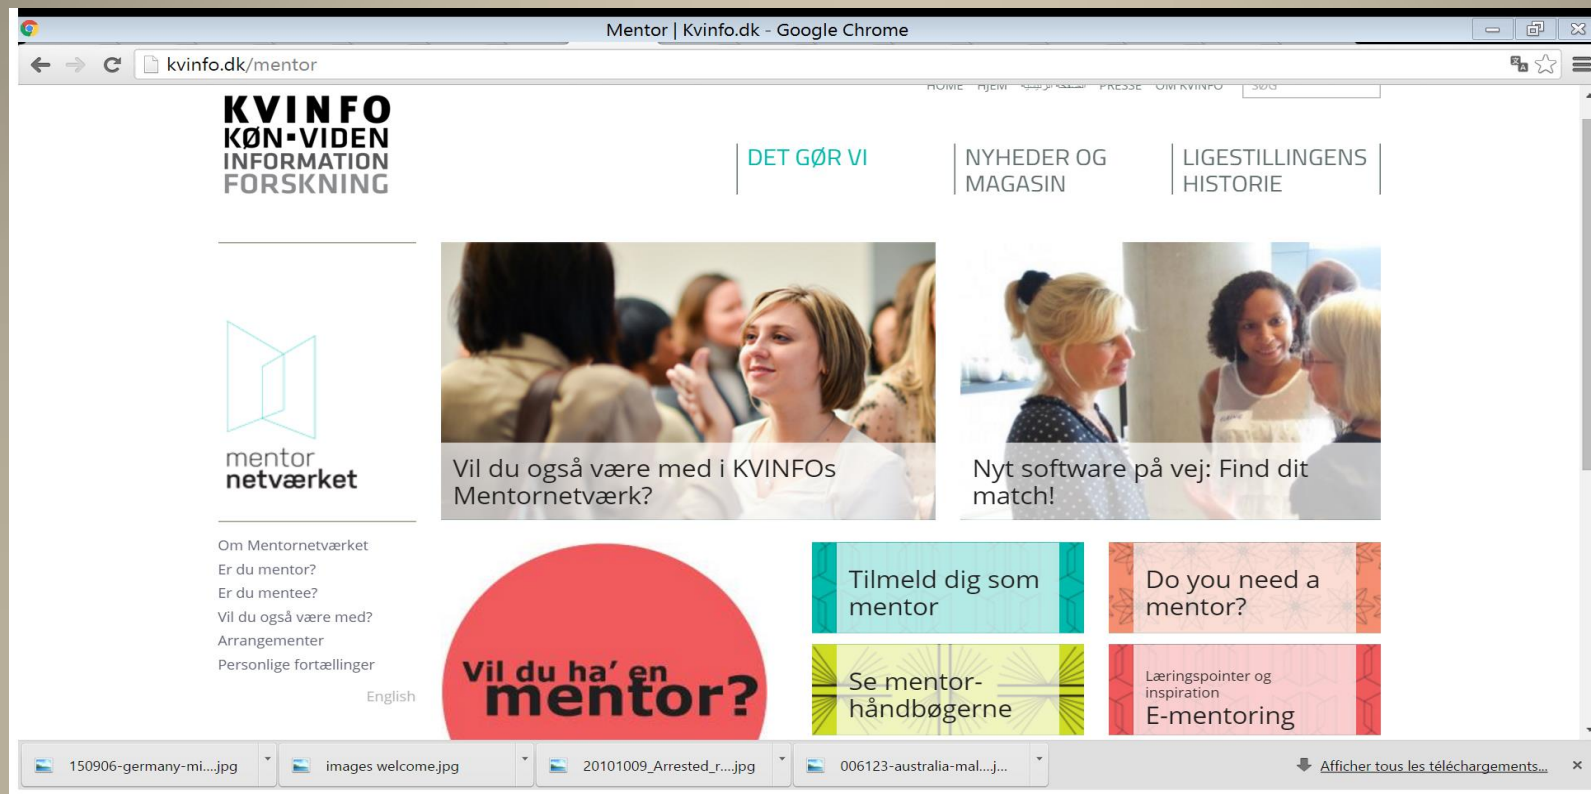 Mentor | Kvinfo.dk - Google Chrome
kvinfo.dk/mentor
HOME HJEM الصفحة الرئيسية PRESSE OM KVINFO SØG
KVINFO
KØN▪VIDEN
INFORMATION
FORSKNING
DET GØR VI
NYHEDER OG
MAGASIN
LIGESTILLINGENS
HISTORIE
mentor
netværket
Vil du også være med i KVINFOs
Mentornetværk?
Nyt software på vej: Find dit
match!
Om Mentornetværket
Er du mentor?
Er du mentee?
Vil du også være med?
Arrangementer
Personlige fortællinger
English
Vil du ha' en
mentor?
Tilmeld dig som
mentor
Do you need a
mentor?
Se mentor-
håndbøgerne
Læringspointer og
inspiration
E-mentoring
150906-germany-mi....jpg
images welcome.jpg
20101009_Arrested_r....jpg
006123-australia-mal....j...
Afficher tous les téléchargements...